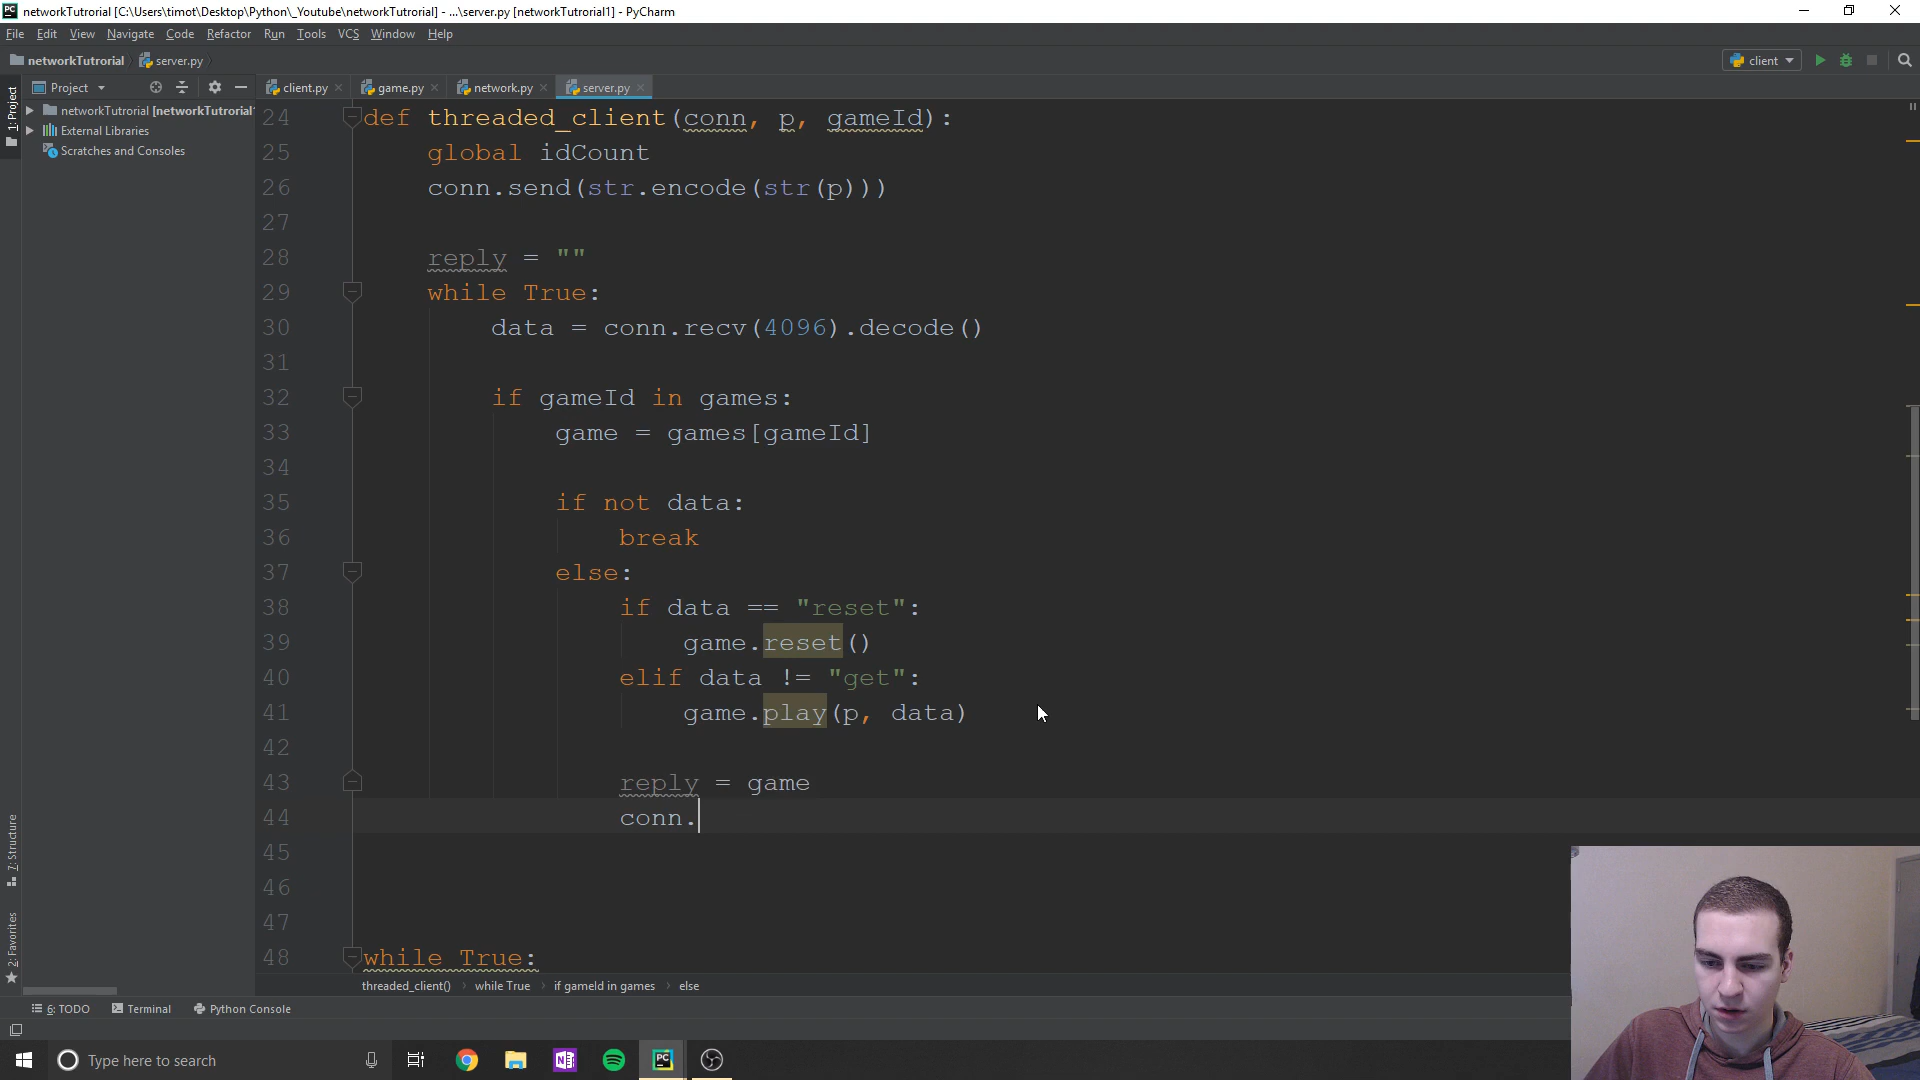 networkTutorial [C:\Users\timot\Desktop\Python\_Youtube\networkTutorial] - ...\server.py [networkTutorial1] - PyCharm
File Edit View Navigate Code Refactor Run Tools VCS Window Help
networkTutrorial server.py client
Project client.py game.py network.py server.py
1: Project
networkTutrorial [networkTutrorial1
External Libraries
Scratches and Consoles
24 def threaded_client(conn, p, gameId):
25 global idCount
26 conn.send(str.encode(str(p)))
27
28 reply = ""
29 while True:
30 data = conn.recv(4096).decode()
31
32 if gameId in games:
33 game = games[gameId]
34
35 if not data:
36 break
37 else:
38 if data == "reset":
39 game.reset()
40 elif data != "get":
41 game.play(p, data)
42
43 reply = game
44 conn.
45
46
47
48 while True:
7: Structure
2: Favorites
threaded_client() while True if gameId in games else
6: TODO Terminal Python Console
Type here to search